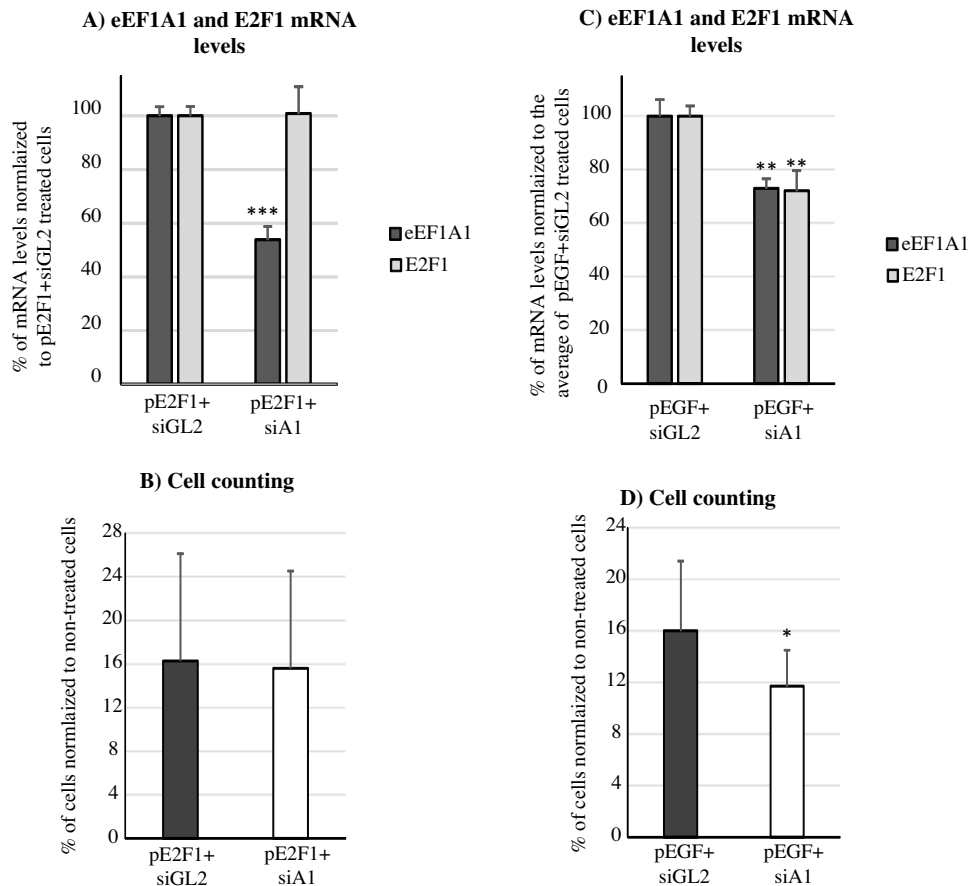 A) eEF1A1 and E2F1 mRNA
levels
% of mRNA levels normlaized
to pE2F1+siGL2 treated cells
100
80
60
40
20
0
***
pE2F1+
siGL2
pE2F1+
siA1
eEF1A1
E2F1
C) eEF1A1 and E2F1 mRNA
levels
% of mRNA levels normlaized to the
average of pEGF+siGL2 treated cells
100
80
60
40
20
0
**
**
pEGF+
siGL2
pEGF+
siA1
eEF1A1
E2F1
B) Cell counting
% of cells normlaized to non-treated cells
28
24
20
16
12
8
4
0
pE2F1+
siGL2
pE2F1+
siA1
D) Cell counting
% of cells normlaized to non-treated cells
24
20
16
12
8
4
0
*
pEGF+
siGL2
pEGF+
siA1